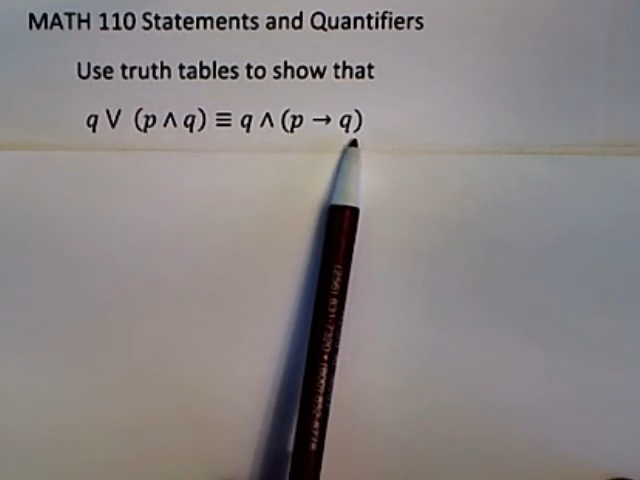 MATH 110 Statements and Quantifiers
Use truth tables to show that
q ∨ (p ∧ q) ≡ q ∧ (p → q)